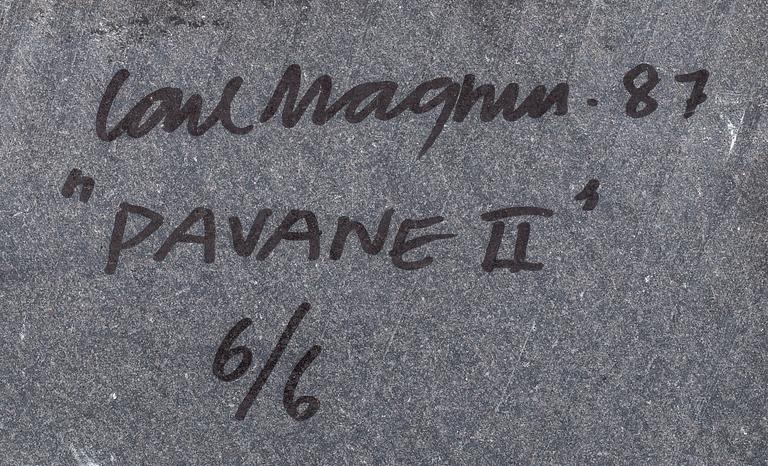 Carl Magnus. 87
"PAVANE II"
6/6